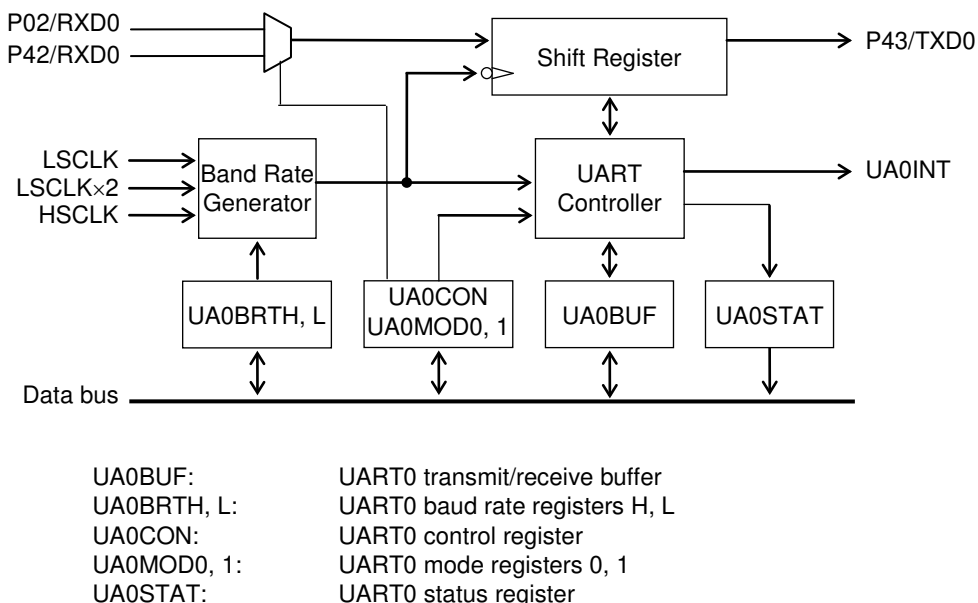 P02/RXD0
P42/RXD0
Shift Register
P43/TXD0
LSCLK
LSCLK×2
HSCLK
Band Rate
Generator
UART
Controller
UA0INT
UA0BRTH, L
UA0CON
UA0MOD0, 1
UA0BUF
UA0STAT
Data bus
UA0BUF: UART0 transmit/receive buffer
UA0BRTH, L: UART0 baud rate registers H, L
UA0CON: UART0 control register
UA0MOD0, 1: UART0 mode registers 0, 1
UA0STAT: UART0 status register